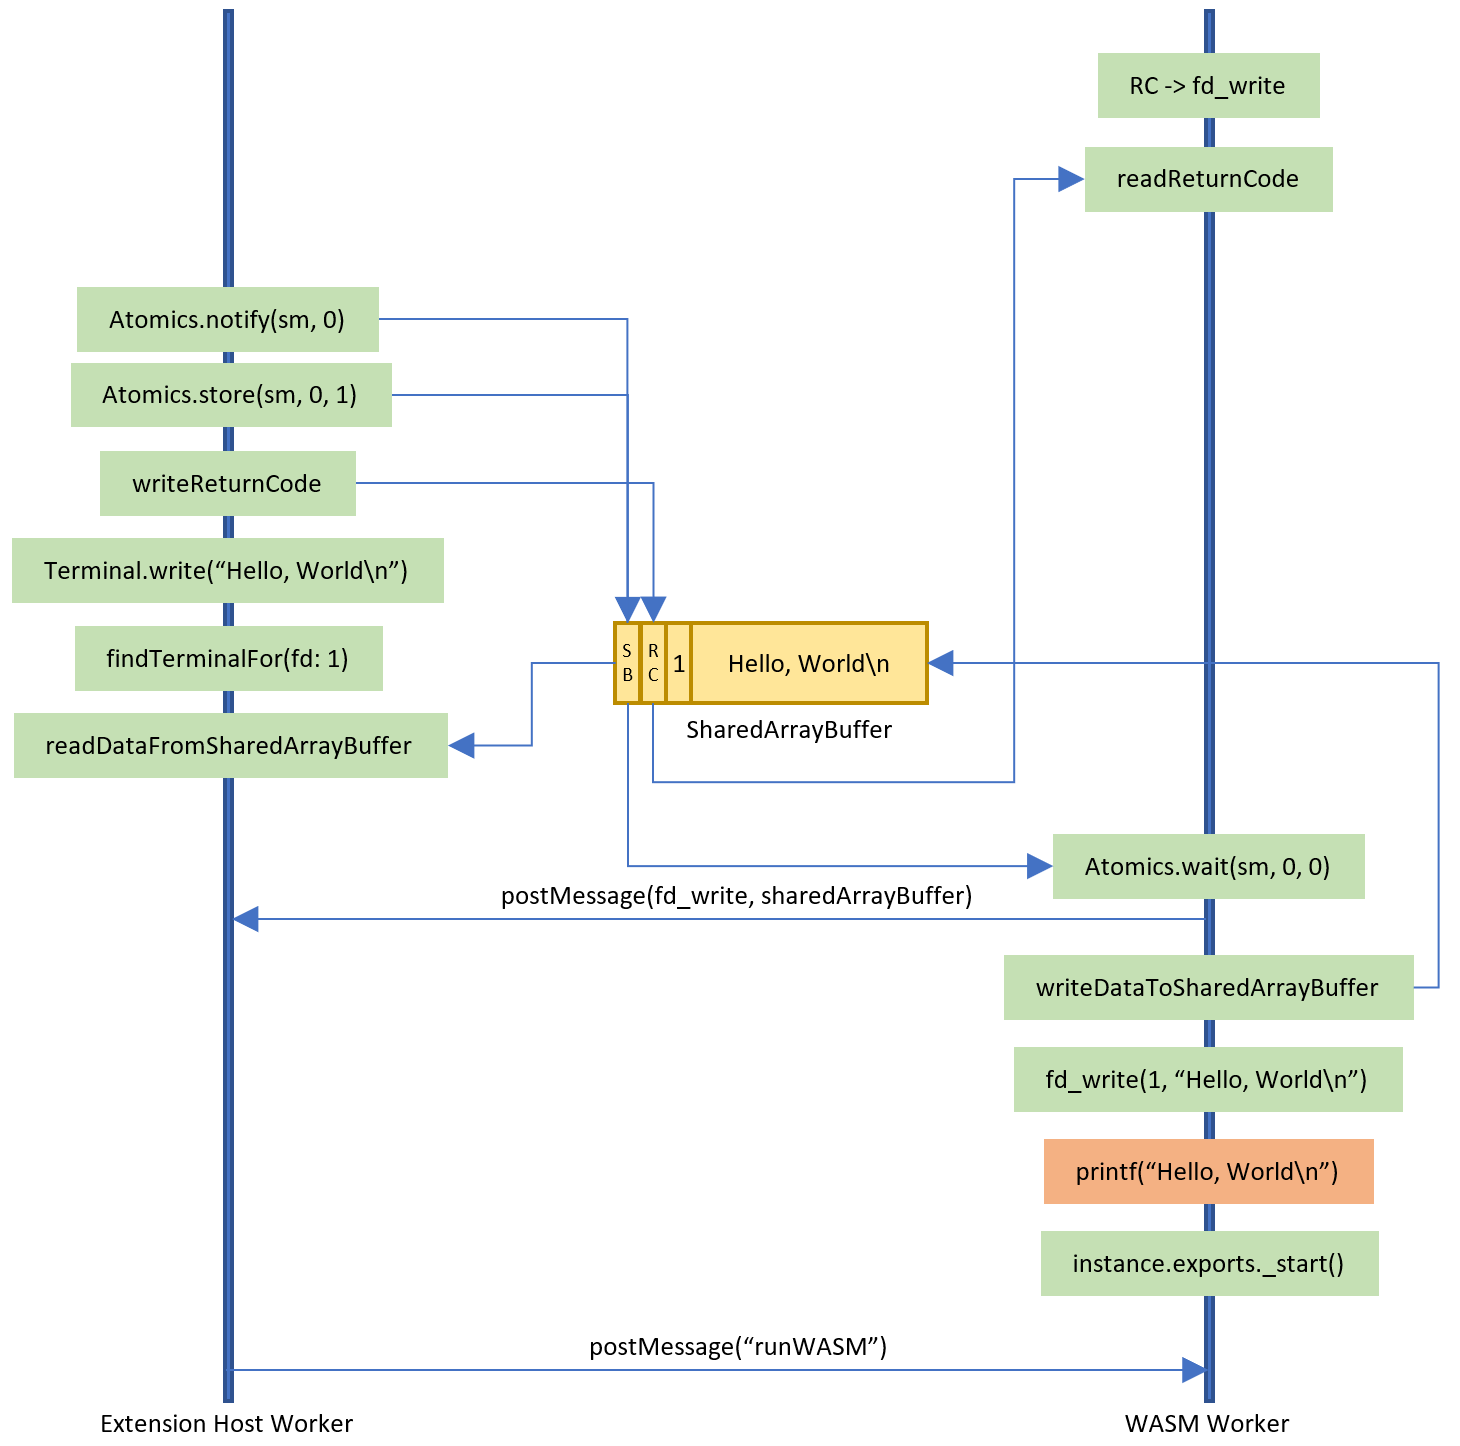 RC -> fd_write
readReturnCode
Atomics.notify(sm, 0)
Atomics.store(sm, 0, 1)
writeReturnCode
Terminal.write(“Hello, World\n”)
findTerminalFor(fd: 1)
readDataFromSharedArrayBuffer
S
B
R
C
1
Hello, World\n
SharedArrayBuffer
Atomics.wait(sm, 0, 0)
postMessage(fd_write, sharedArrayBuffer)
writeDataToSharedArrayBuffer
fd_write(1, “Hello, World\n”)
printf(“Hello, World\n”)
instance.exports._start()
postMessage(“runWASM”)
Extension Host Worker
WASM Worker